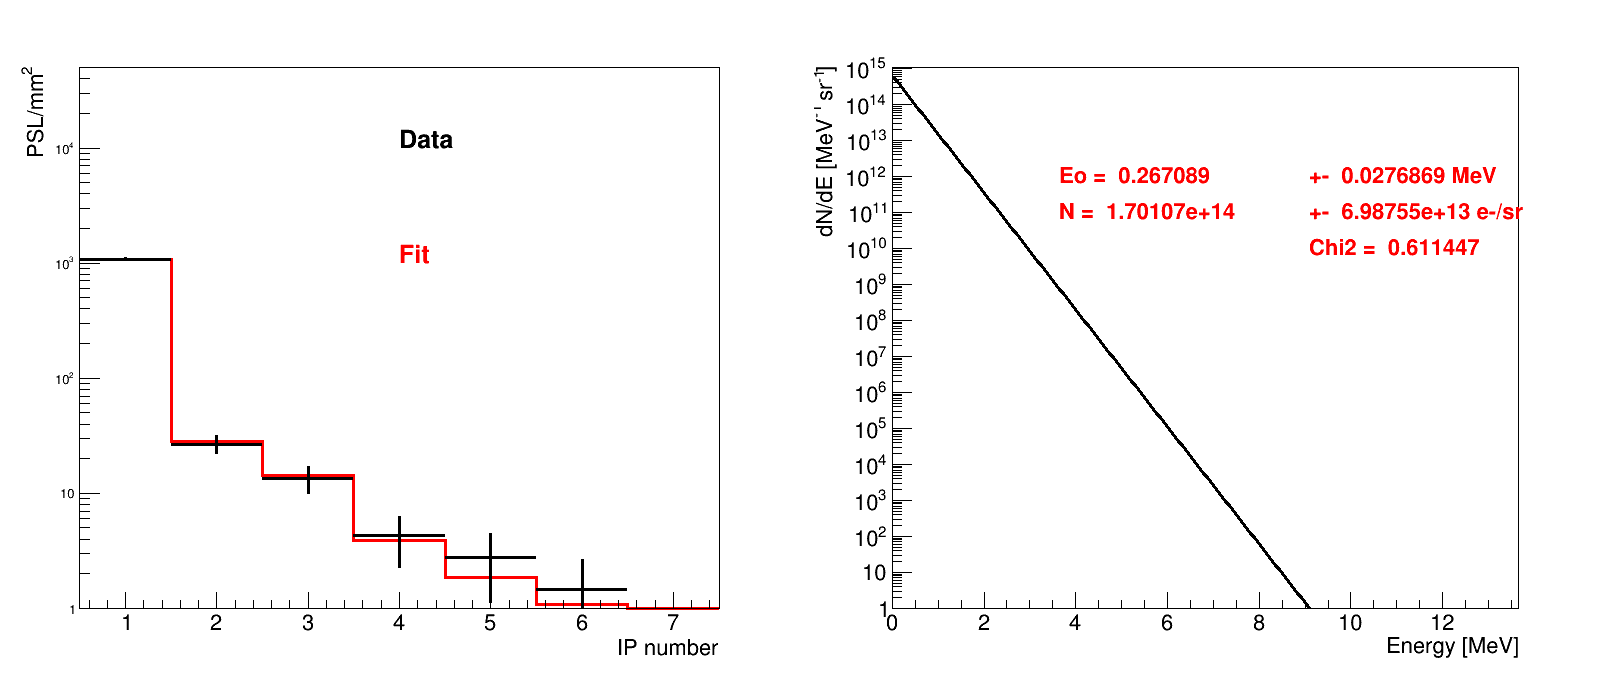 PSL/mm²
10⁴
10³
10²
10
1
Data
Fit
1 2 3 4 5 6 7
IP number
dN/dE [MeV⁻¹ sr⁻¹]
10¹⁵
10¹⁴
10¹³
10¹²
10¹¹
10¹⁰
10⁹
10⁸
10⁷
10⁶
10⁵
10⁴
10³
10²
10
1
Eo = 0.267089 +- 0.0276869 MeV
N = 1.70107e+14 +- 6.98755e+13 e-/sr
Chi2 = 0.611447
0 2 4 6 8 10 12
Energy [MeV]